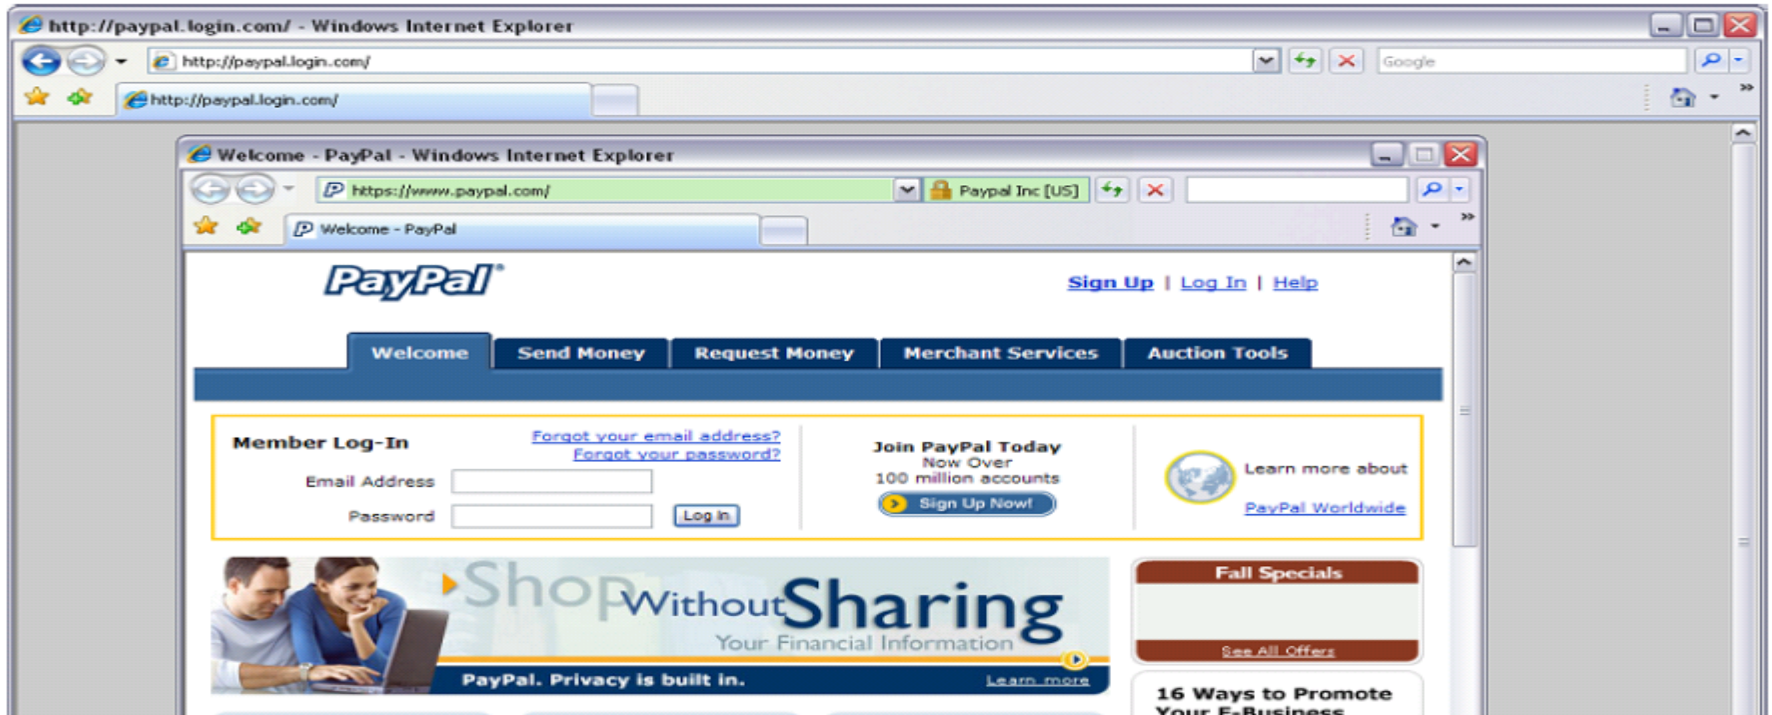 http://paypal.login.com/ - Windows Internet Explorer
http://paypal.login.com/
Google
http://paypal.login.com/
Welcome - PayPal - Windows Internet Explorer
https://www.paypal.com/
Paypal Inc [US]
Welcome - PayPal
PayPal®
Sign Up | Log In | Help
Welcome
Send Money
Request Money
Merchant Services
Auction Tools
Member Log-In
Forgot your email address?
Forgot your password?
Email Address
Password
Log In
Join PayPal Today
Now Over
100 million accounts
Sign Up Now!
Learn more about
PayPal Worldwide
Shop Without Sharing
Your Financial Information
PayPal. Privacy is built in.
Learn more
Fall Specials
See All Offers
16 Ways to Promote
Your E-Business